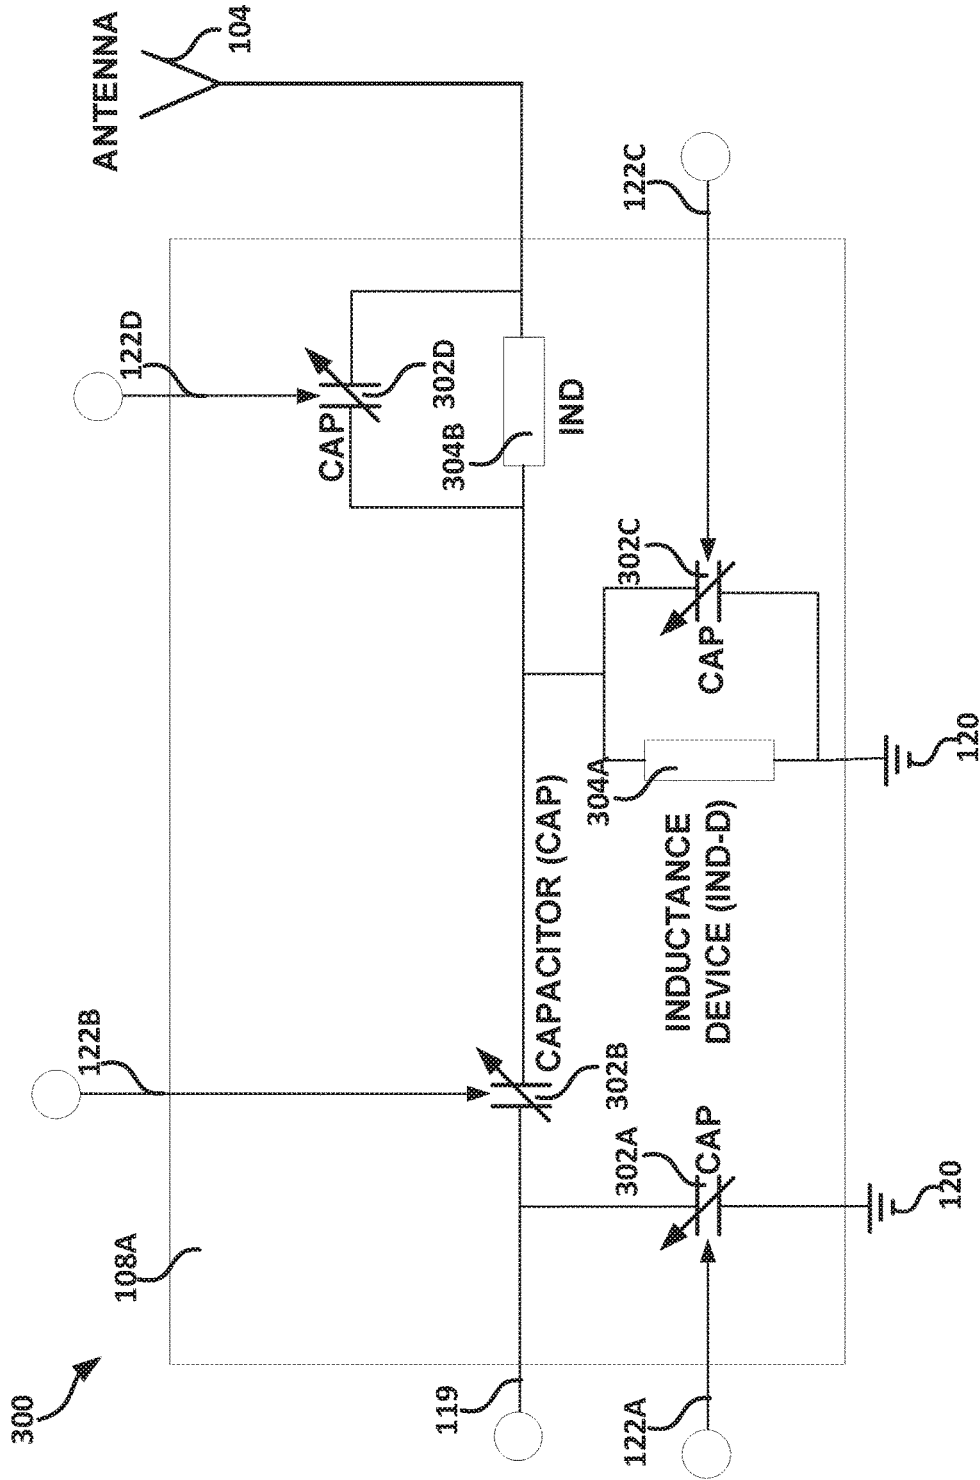 300
108A
122B
122D
ANTENNA
104
CAP
302D
304B
IND
119
302B
CAPACITOR (CAP)
302A
CAP
304A
INDUCTANCE
DEVICE (IND-D)
302C
CAP
122A
122C
120
120